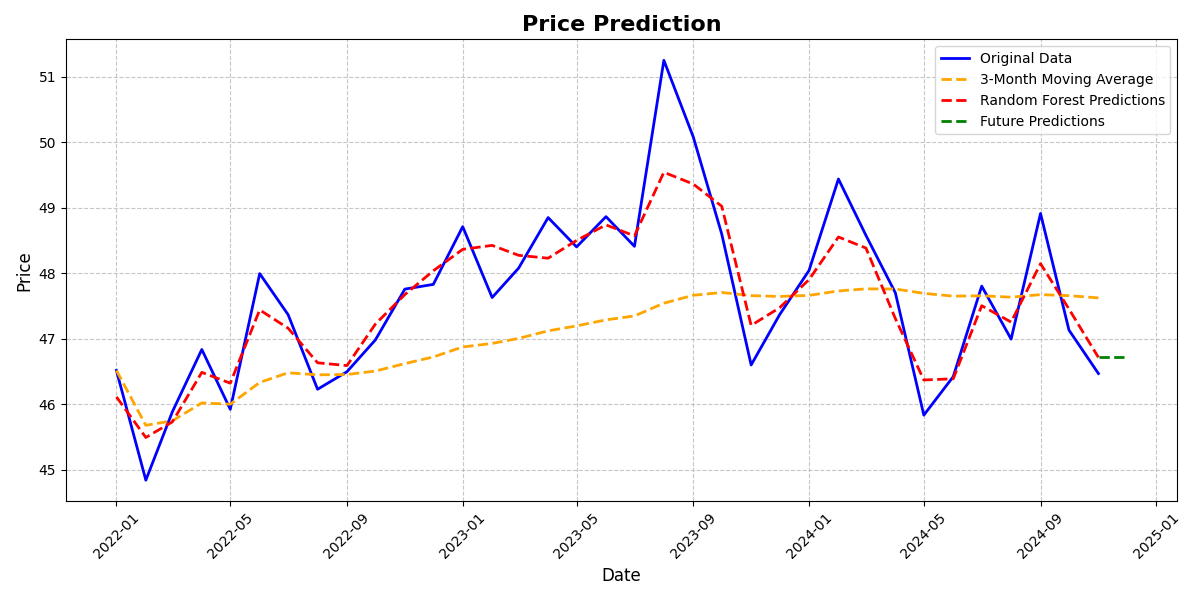 Price Prediction
Original Data
3-Month Moving Average
Random Forest Predictions
Future Predictions
Price
51
50
49
48
47
46
45
2022-01
2022-05
2022-09
2023-01
2023-05
2023-09
2024-01
2024-05
2024-09
2025-01
Date